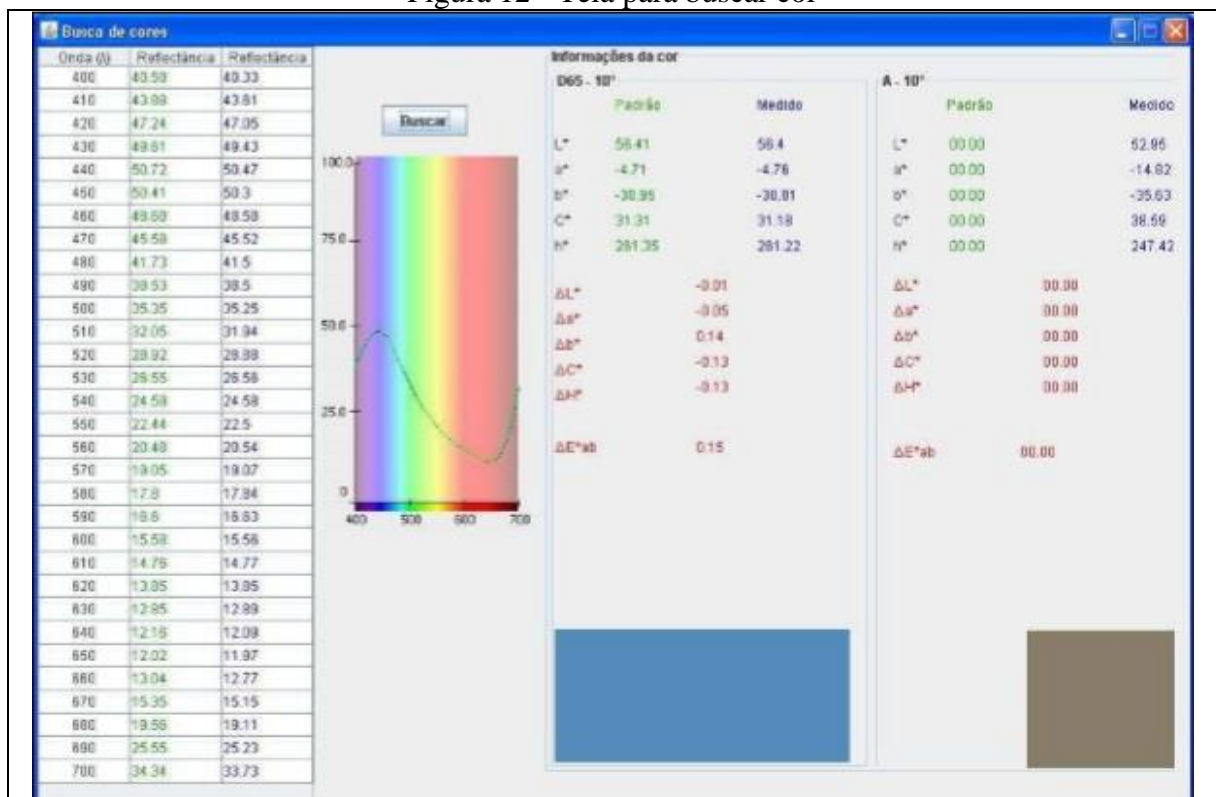 Figura 12 - Tela para buscar cor
Busca de cores
Onda (λ) Reflectância Reflectância
400 40.58 40.33
410 43.88 43.61
420 47.24 47.05
430 49.61 49.43
440 50.72 50.47
450 50.41 50.3
460 48.58
470 45.58 45.52
480 41.73 41.5
490 38.53 38.5
500 35.35 35.25
510 32.05 31.94
520 28.92 28.88
530 26.55 26.56
540 24.58 24.58
550 22.44 22.5
560 20.48 20.54
570 19.05 19.07
580 17.8 17.84
590 16.6 16.63
600 15.58 15.56
610 14.76 14.77
620 13.85 13.85
630 12.85 12.89
640 12.16 12.09
650 12.02 11.97
660 13.04 12.77
670 15.35 15.15
680 19.56 19.11
690 25.55 25.23
700 34.34 33.73
Buscar
100.0
75.0
50.0
25.0
0
400 500 600 700
Informações da cor
D65 - 10°
Padrão Medido
L* 56.41 56.4
a* -4.71 -4.76
b* -30.95 -30.81
C* 31.31 31.18
h* 261.35 261.22
ΔL* -0.01
Δa* -0.05
Δb* 0.14
ΔC* -0.13
ΔH* -0.13
ΔE*ab 0.15
A - 10°
Padrão Medido
L* 00.00 52.95
a* 00.00 -14.82
b* 00.00 -35.63
C* 00.00 38.59
h* 00.00 247.42
ΔL* 00.00
Δa* 00.00
Δb* 00.00
ΔC* 00.00
ΔH* 00.00
ΔE*ab 00.00